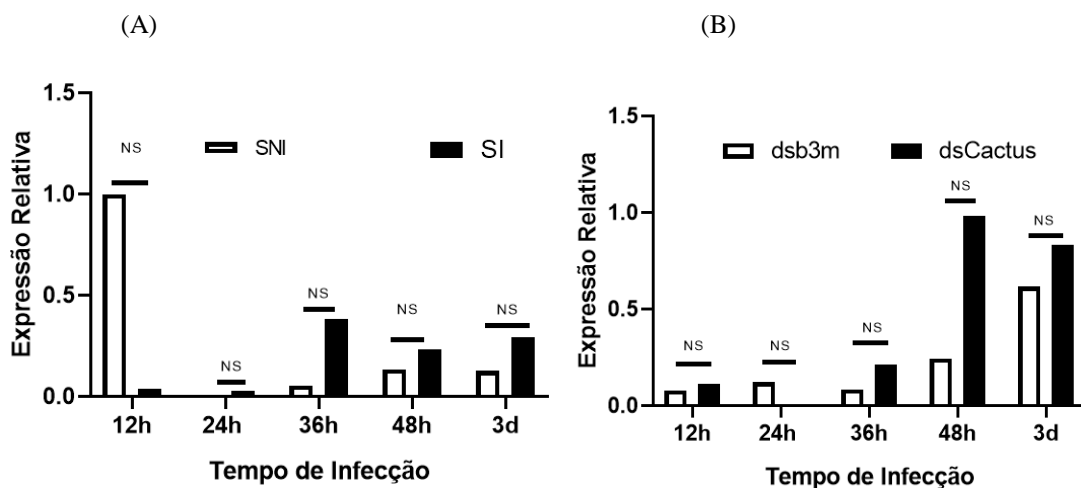 (A)
(B)
Expressão Relativa
1.5
1.0
0.5
0.0
SNI
SI
NS
NS
NS
NS
NS
12h
24h
36h
48h
3d
Tempo de Infecção
Expressão Relativa
1.5
1.0
0.5
0.0
dsb3m
dsCactus
NS
NS
NS
NS
NS
12h
24h
36h
48h
3d
Tempo de Infecção